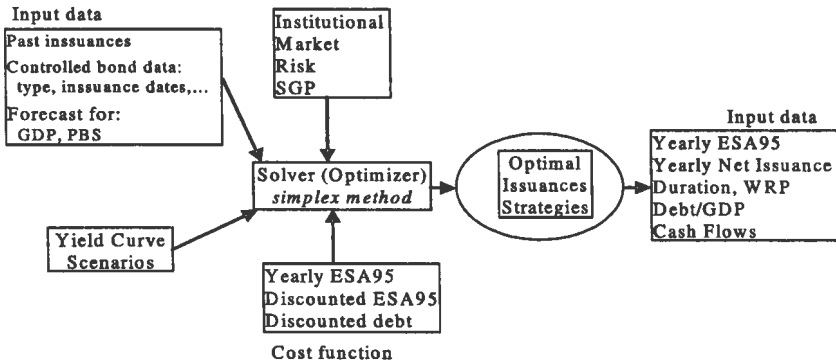 Input data
Past inssuances
Controlled bond data:
type, inssuance dates,...
Forecast for:
GDP, PBS
Institutional
Market
Risk
SGP
Solver (Optimizer)
simplex method
Yield Curve
Scenarios
Yearly ESA95
Discounted ESA95
Discounted debt
Cost function
Optimal
Issuances
Strategies
Input data
Yearly ESA95
Yearly Net Issuance
Duration, WRP
Debt/GDP
Cash Flows